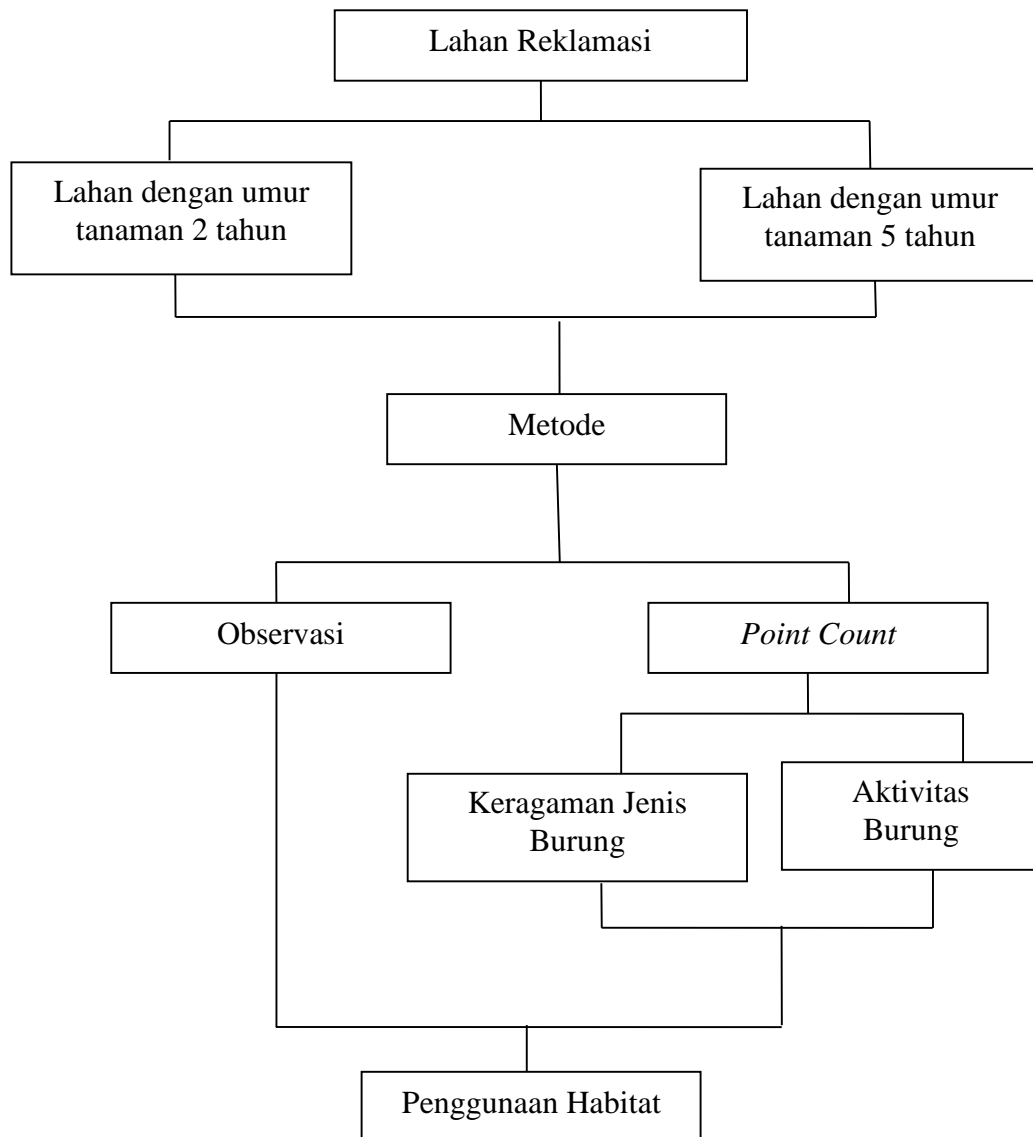 Lahan Reklamasi
Lahan dengan umur
tanaman 2 tahun
Lahan dengan umur
tanaman 5 tahun
Metode
Observasi
Point Count
Keragaman Jenis
Burung
Aktivitas
Burung
Penggunaan Habitat